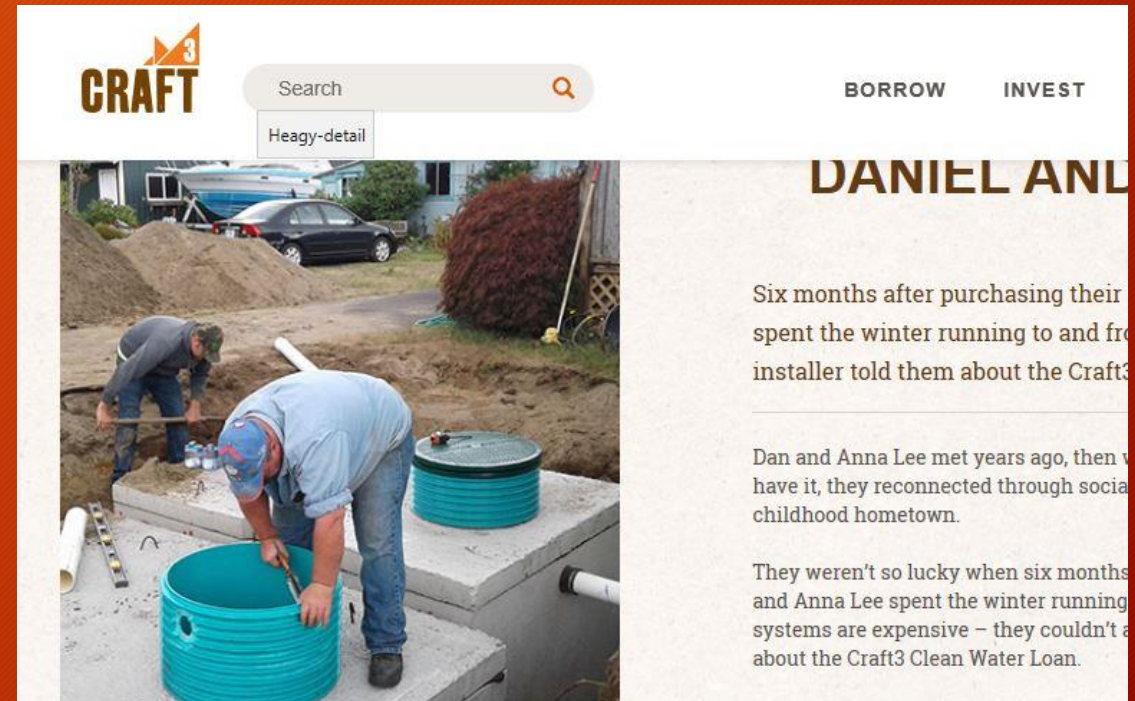 3
CRAFT
Search
BORROW INVEST
Heagy-detail
DANIEL AND
Six months after purchasing their
spent the winter running to and
installer told them about the Craft3
Dan and Anna Lee met years ago, then
have it, they reconnected through
childhood hometown.
They weren't so lucky when six months
and Anna Lee spent the winter running
systems are expensive – they couldn't
about the Craft3 Clean Water Loan.